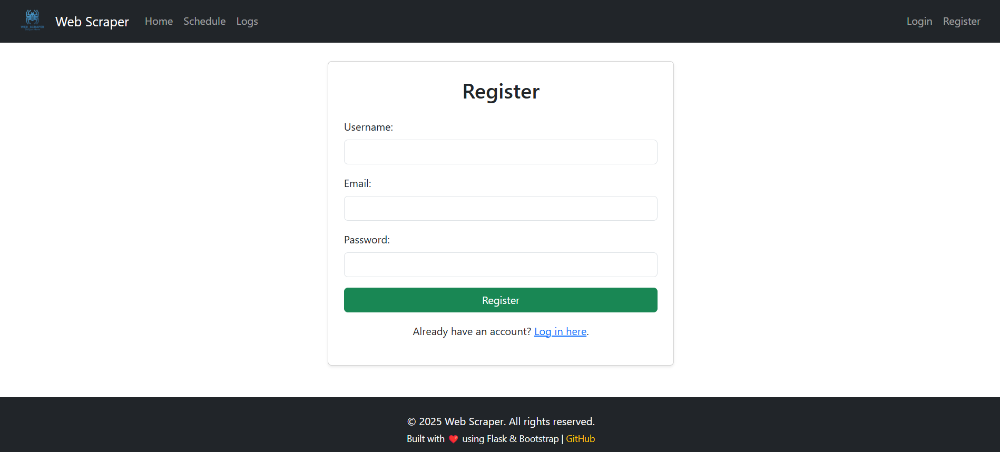 WEB_SCRAPER
Web Scraper Home Schedule Logs Login Register
Register
Username:
Email:
Password:
Register
Already have an account? Log in here.
© 2025 Web Scraper. All rights reserved.
Built with ❤️ using Flask & Bootstrap | GitHub